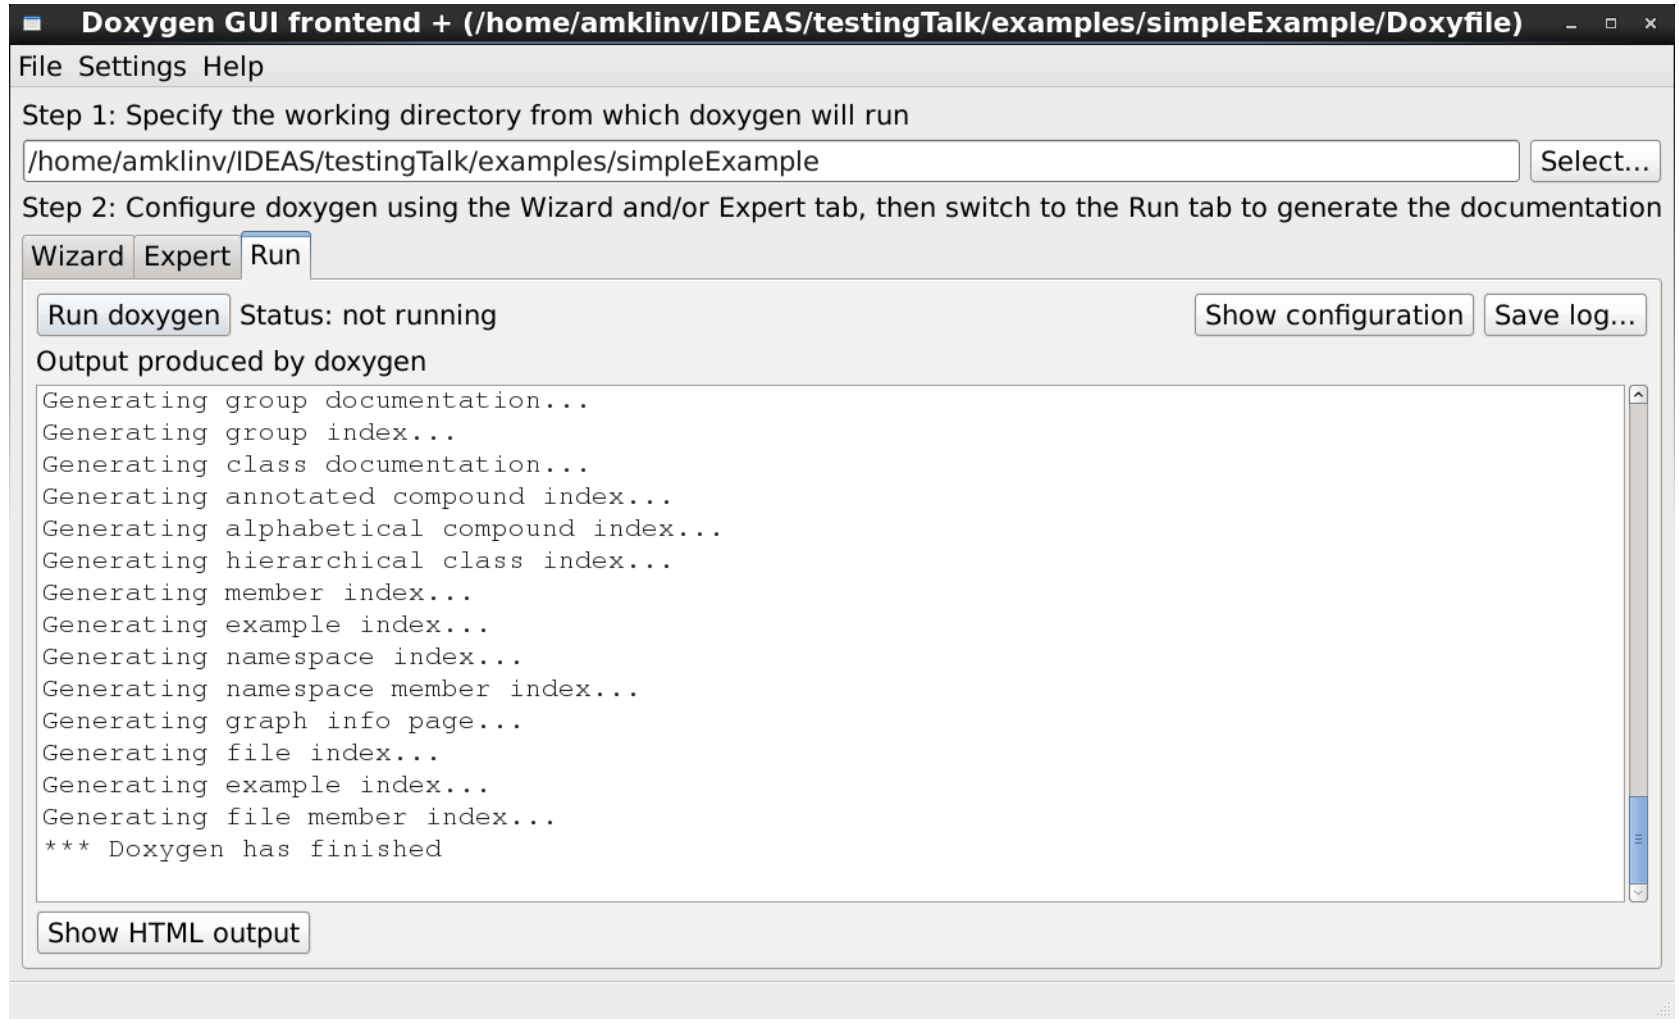 Doxygen GUI frontend + (/home/amklinv/IDEAS/testingTalk/examples/simpleExample/Doxyfile)
File Settings Help
Step 1: Specify the working directory from which doxygen will run
/home/amklinv/IDEAS/testingTalk/examples/simpleExample Select...
Step 2: Configure doxygen using the Wizard and/or Expert tab, then switch to the Run tab to generate the documentation
Wizard Expert Run
Run doxygen Status: not running Show configuration Save log...
Output produced by doxygen
Generating group documentation...
Generating group index...
Generating class documentation...
Generating annotated compound index...
Generating alphabetical compound index...
Generating hierarchical class index...
Generating member index...
Generating example index...
Generating namespace index...
Generating namespace member index...
Generating graph info page...
Generating file index...
Generating example index...
Generating file member index...
*** Doxygen has finished
Show HTML output